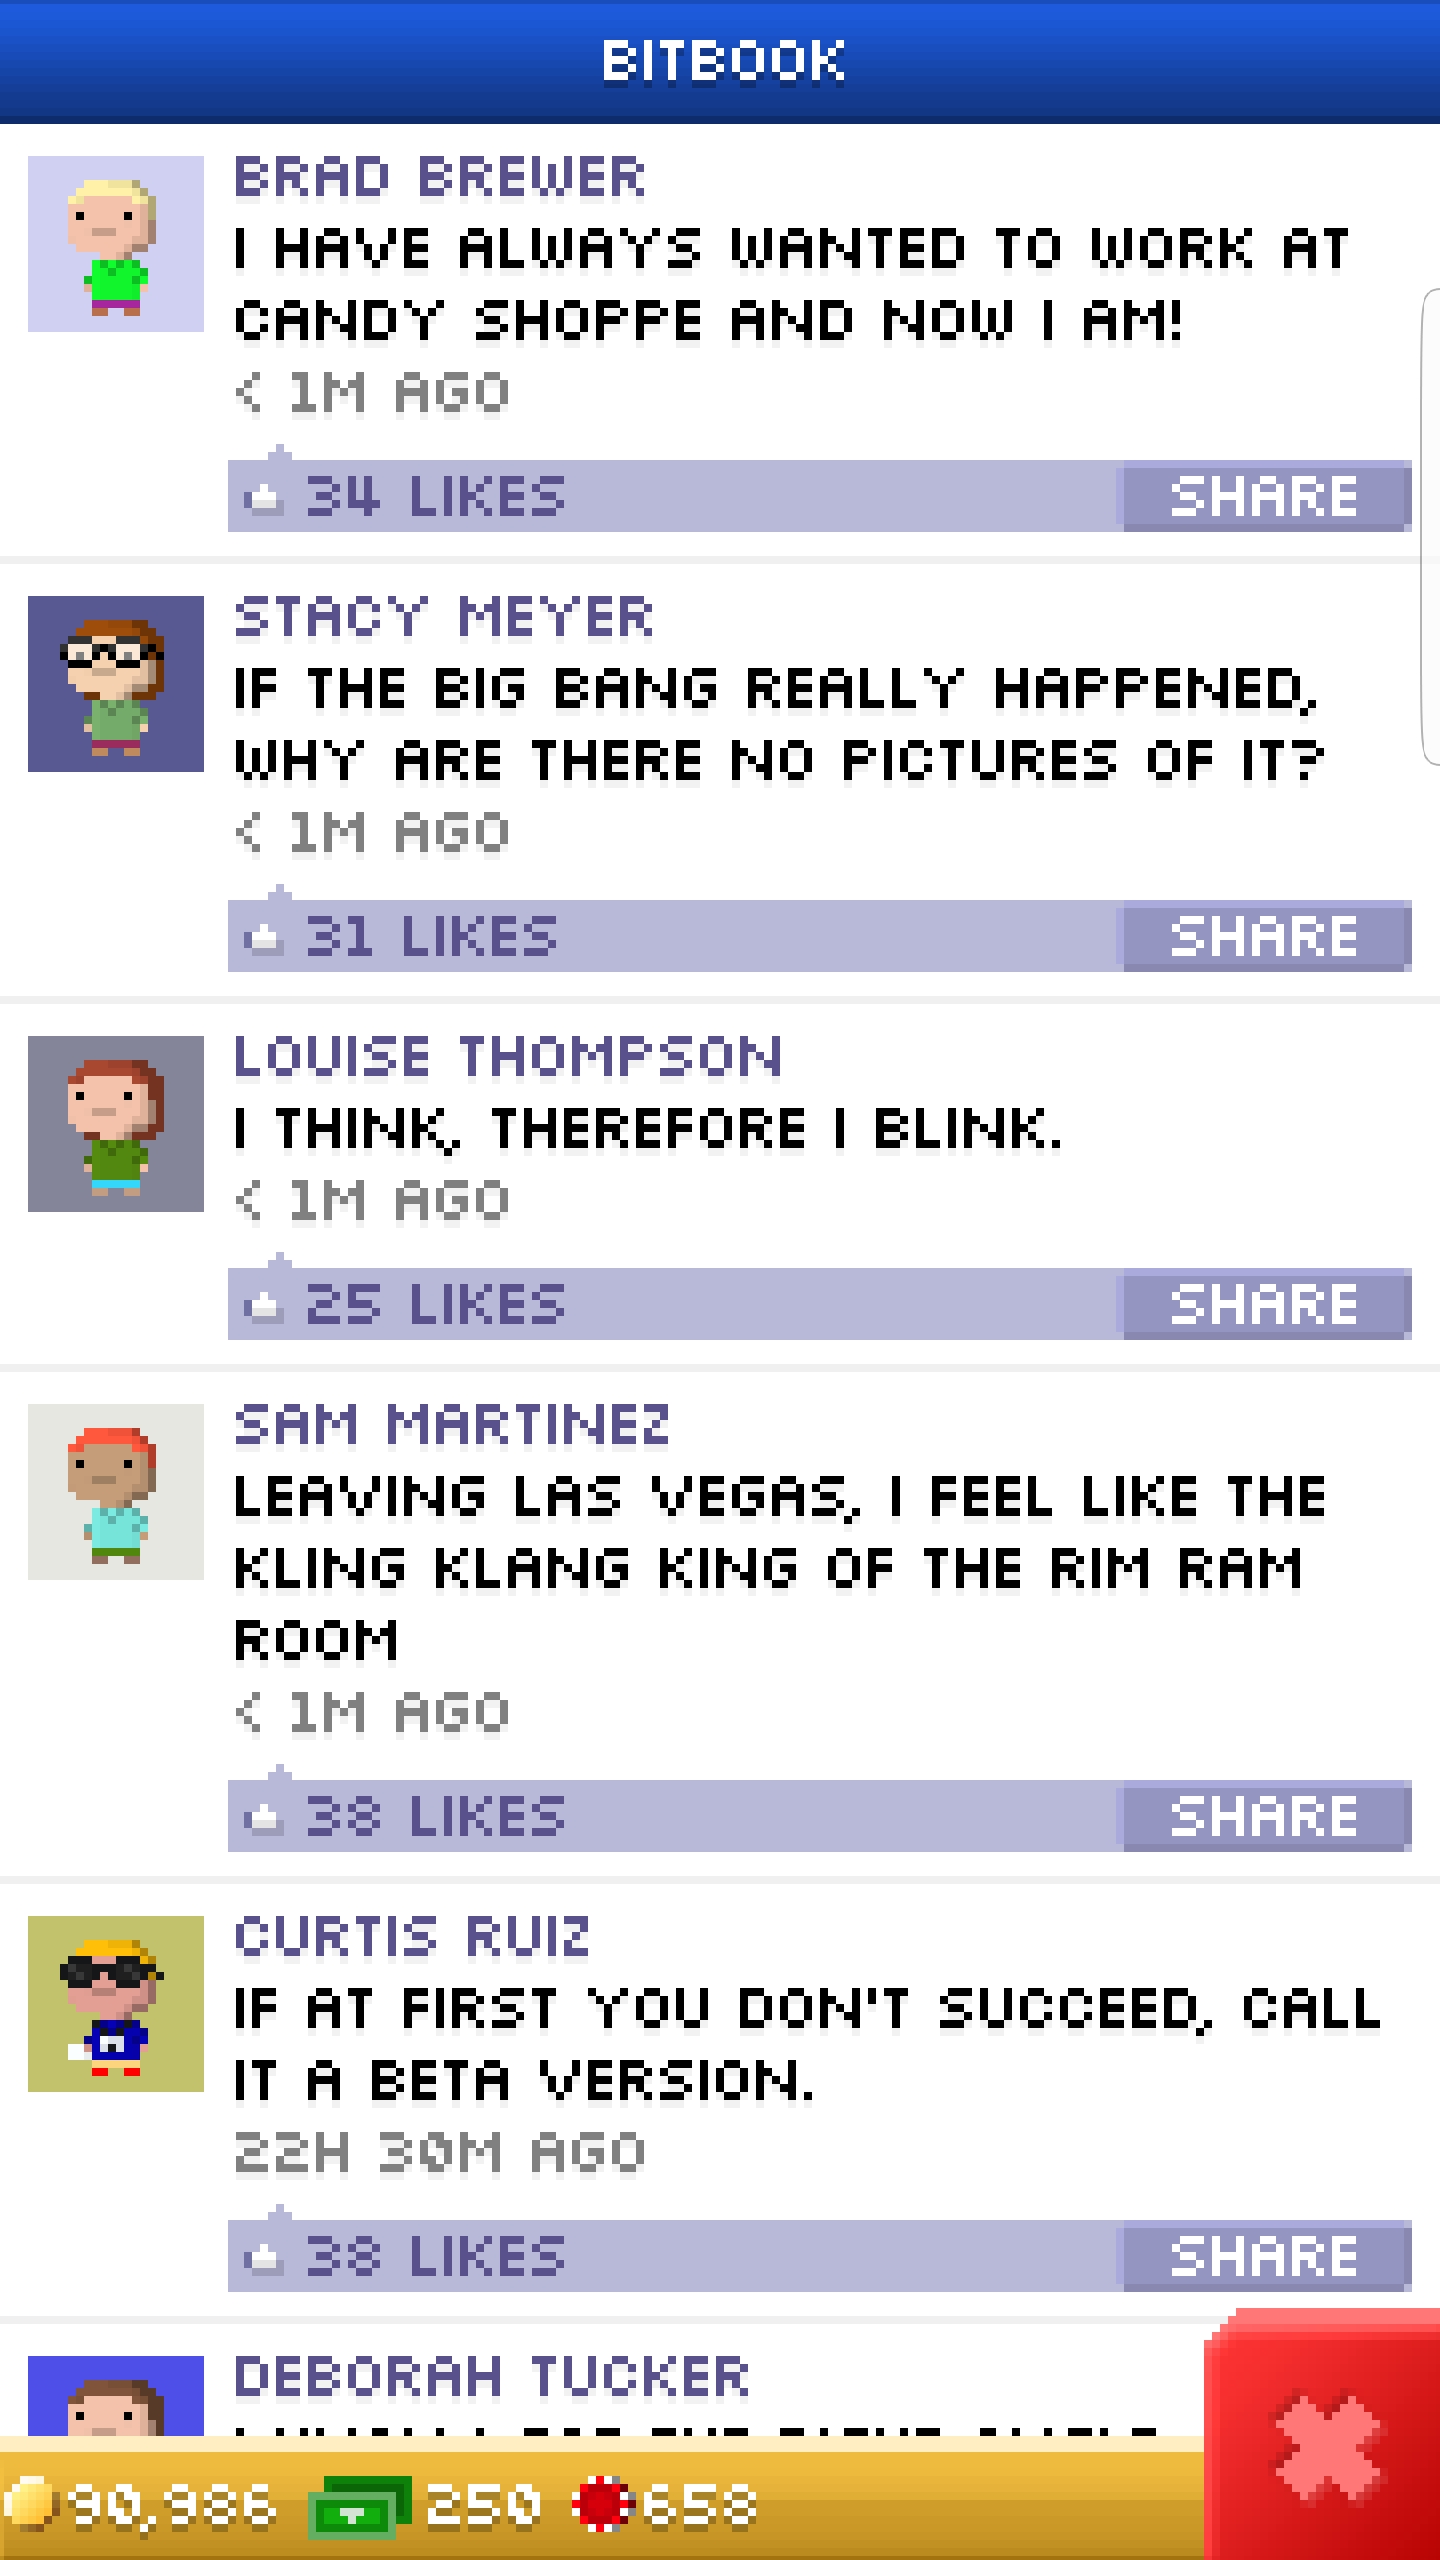 BITBOOK
BRAD BREWER
I HAVE ALWAYS WANTED TO WORK AT
CANDY SHOPPE AND NOW I AM!
< 1M AGO
34 LIKES
SHARE
STACY MEYER
IF THE BIG BANG REALLY HAPPENED,
WHY ARE THERE NO PICTURES OF IT?
< 1M AGO
31 LIKES
SHARE
LOUISE THOMPSON
I THINK, THEREFORE I BLINK.
< 1M AGO
25 LIKES
SHARE
SAM MARTINEZ
LEAVING LAS VEGAS, I FEEL LIKE THE
KLING KLANG KING OF THE RIM RAM
ROOM
< 1M AGO
38 LIKES
SHARE
CURTIS RUIZ
IF AT FIRST YOU DON'T SUCCEED, CALL
IT A BETA VERSION.
22H 30M AGO
38 LIKES
SHARE
DEBORAH TUCKER
90,986 250 658